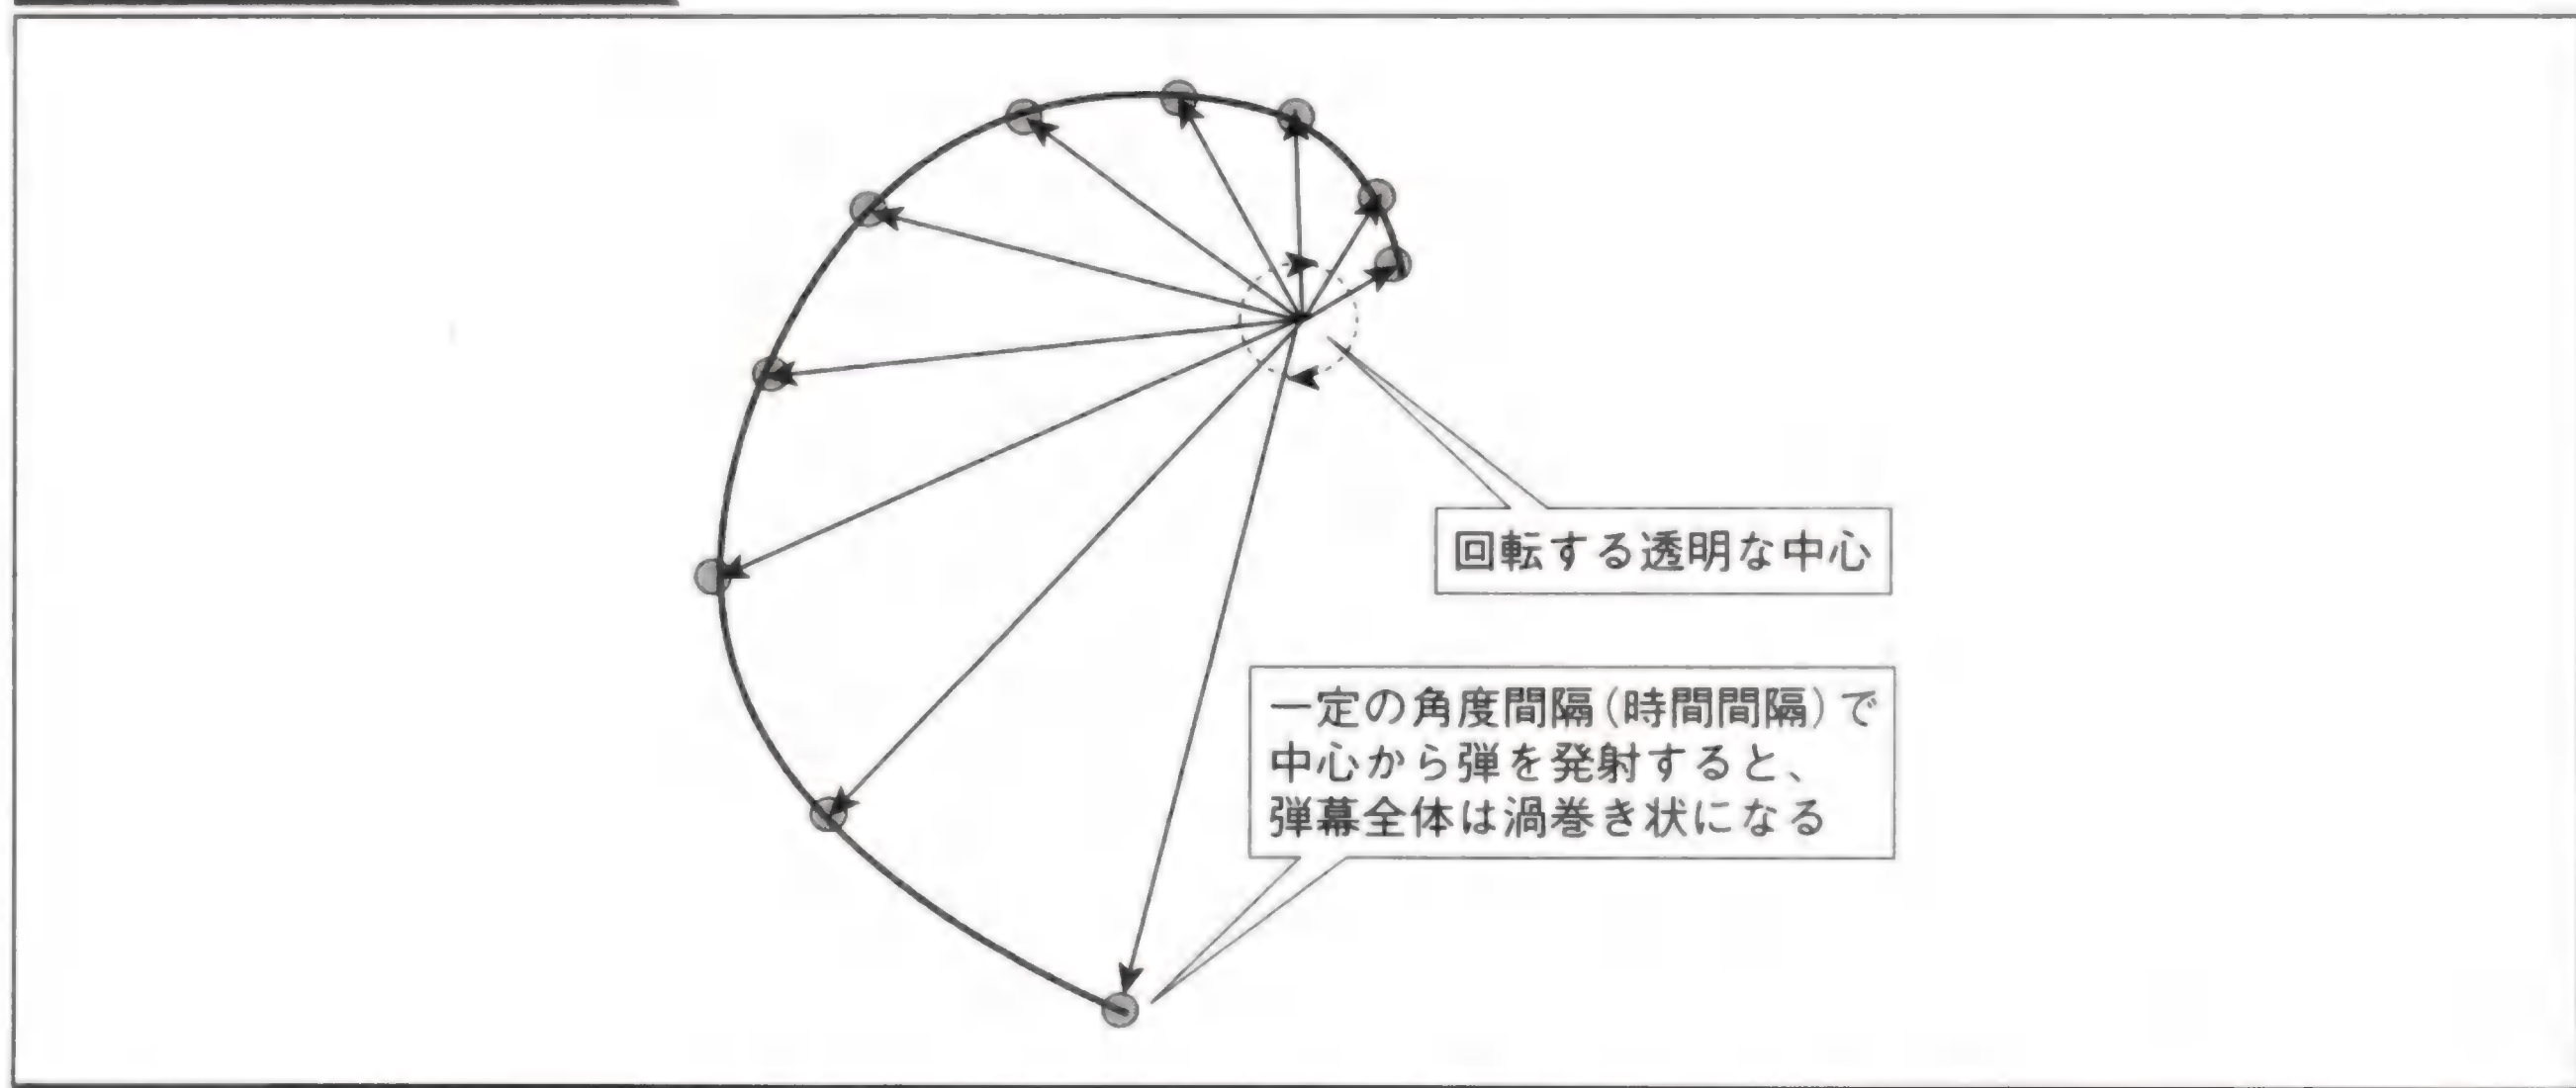 回転する透明な中心
一定の角度間隔(時間間隔)で
中心から弾を発射すると、
弾幕全体は渦巻き状になる